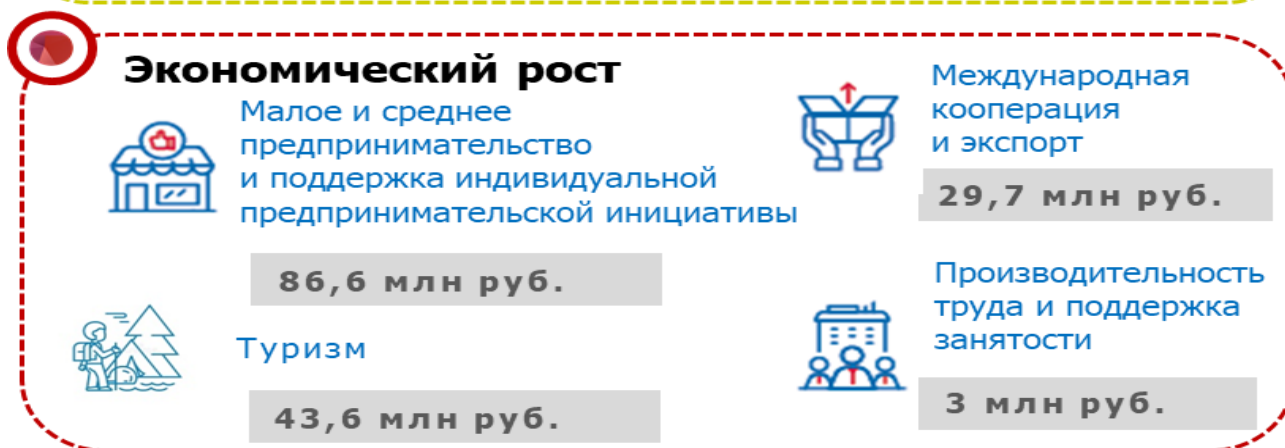 Экономический рост
Малое и среднее
предпринимательство
и поддержка индивидуальной
предпринимательской инициативы
86,6 млн руб.
Туризм
43,6 млн руб.
Международная
кооперация
и экспорт
29,7 млн руб.
Производительность
труда и поддержка
занятости
3 млн руб.